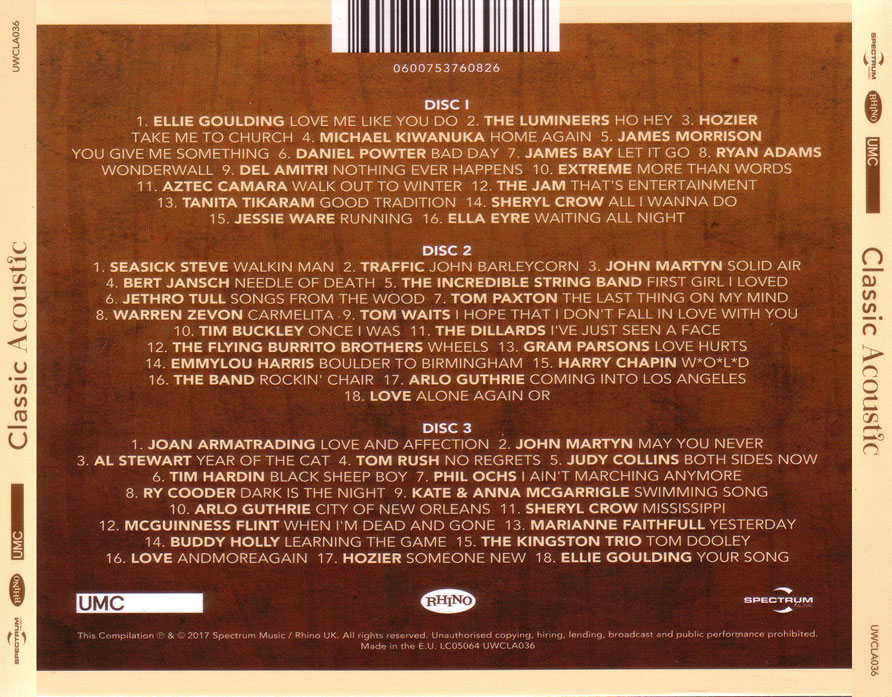 UWCLA036
Classic Acoustic
UMC
RHINO
SPECTRUM
MUSIC
0600753760826
DISC 1
1. ELLIE GOULDING LOVE ME LIKE YOU DO 2. THE LUMINEERS HO HEY 3. HOZIER
TAKE ME TO CHURCH 4. MICHAEL KIWANUKA HOME AGAIN 5. JAMES MORRISON
YOU GIVE ME SOMETHING 6. DANIEL POWTER BAD DAY 7. JAMES BAY LET IT GO 8. RYAN ADAMS
WONDERWALL 9. DEL AMITRI NOTHING EVER HAPPENS 10. EXTREME MORE THAN WORDS
11. AZTEC CAMARA WALK OUT TO WINTER 12. THE JAM THAT'S ENTERTAINMENT
13. TANITA TIKARAM GOOD TRADITION 14. SHERYL CROW ALL I WANNA DO
15. JESSIE WARE RUNNING 16. ELLA EYRE WAITING ALL NIGHT
DISC 2
1. SEASICK STEVE WALKIN MAN 2. TRAFFIC JOHN BARLEYCORN 3. JOHN MARTYN SOLID AIR
4. BERT JANSCH NEEDLE OF DEATH 5. THE INCREDIBLE STRING BAND FIRST GIRL I LOVED
6. JETHRO TULL SONGS FROM THE WOOD 7. TOM PAXTON THE LAST THING ON MY MIND
8. WARREN ZEVON CARMELITA 9. TOM WAITS I HOPE THAT I DON'T FALL IN LOVE WITH YOU
10. TIM BUCKLEY ONCE I WAS 11. THE DILLARDS I'VE JUST SEEN A FACE
12. THE FLYING BURRITO BROTHERS WHEELS 13. GRAM PARSONS LOVE HURTS
14. EMMYLOU HARRIS BOULDER TO BIRMINGHAM 15. HARRY CHAPIN W*O*L*D
16. THE BAND ROCKIN' CHAIR 17. ARLO GUTHRIE COMING INTO LOS ANGELES
18. LOVE ALONE AGAIN OR
DISC 3
1. JOAN ARMATRADING LOVE AND AFFECTION 2. JOHN MARTYN MAY YOU NEVER
3. AL STEWART YEAR OF THE CAT 4. TOM RUSH NO REGRETS 5. JUDY COLLINS BOTH SIDES NOW
6. TIM HARDIN BLACK SHEEP BOY 7. PHIL OCHS I AIN'T MARCHING ANYMORE
8. RY COODER DARK IS THE NIGHT 9. KATE & ANNA MCGARRIGLE SWIMMING SONG
10. ARLO GUTHRIE CITY OF NEW ORLEANS 11. SHERYL CROW MISSISSIPPI
12. MCGUINNESS FLINT WHEN I'M DEAD AND GONE 13. MARIANNE FAITHFULL YESTERDAY
14. BUDDY HOLLY LEARNING THE GAME 15. THE KINGSTON TRIO TOM DOOLEY
16. LOVE ANDMOREAGAIN 17. HOZIER SOMEONE NEW 18. ELLIE GOULDING YOUR SONG
UMC
RHINO
SPECTRUM
MUSIC
This Compilation ℗ & © 2017 Spectrum Music / Rhino UK. All rights reserved. Unauthorised copying, hiring, lending, broadcast and public performance prohibited.
Made in the E.U. LC05064 UWCLA036
SPECTRUM
MUSIC
RHINO
UMC
Classic Acoustic
UWCLA036